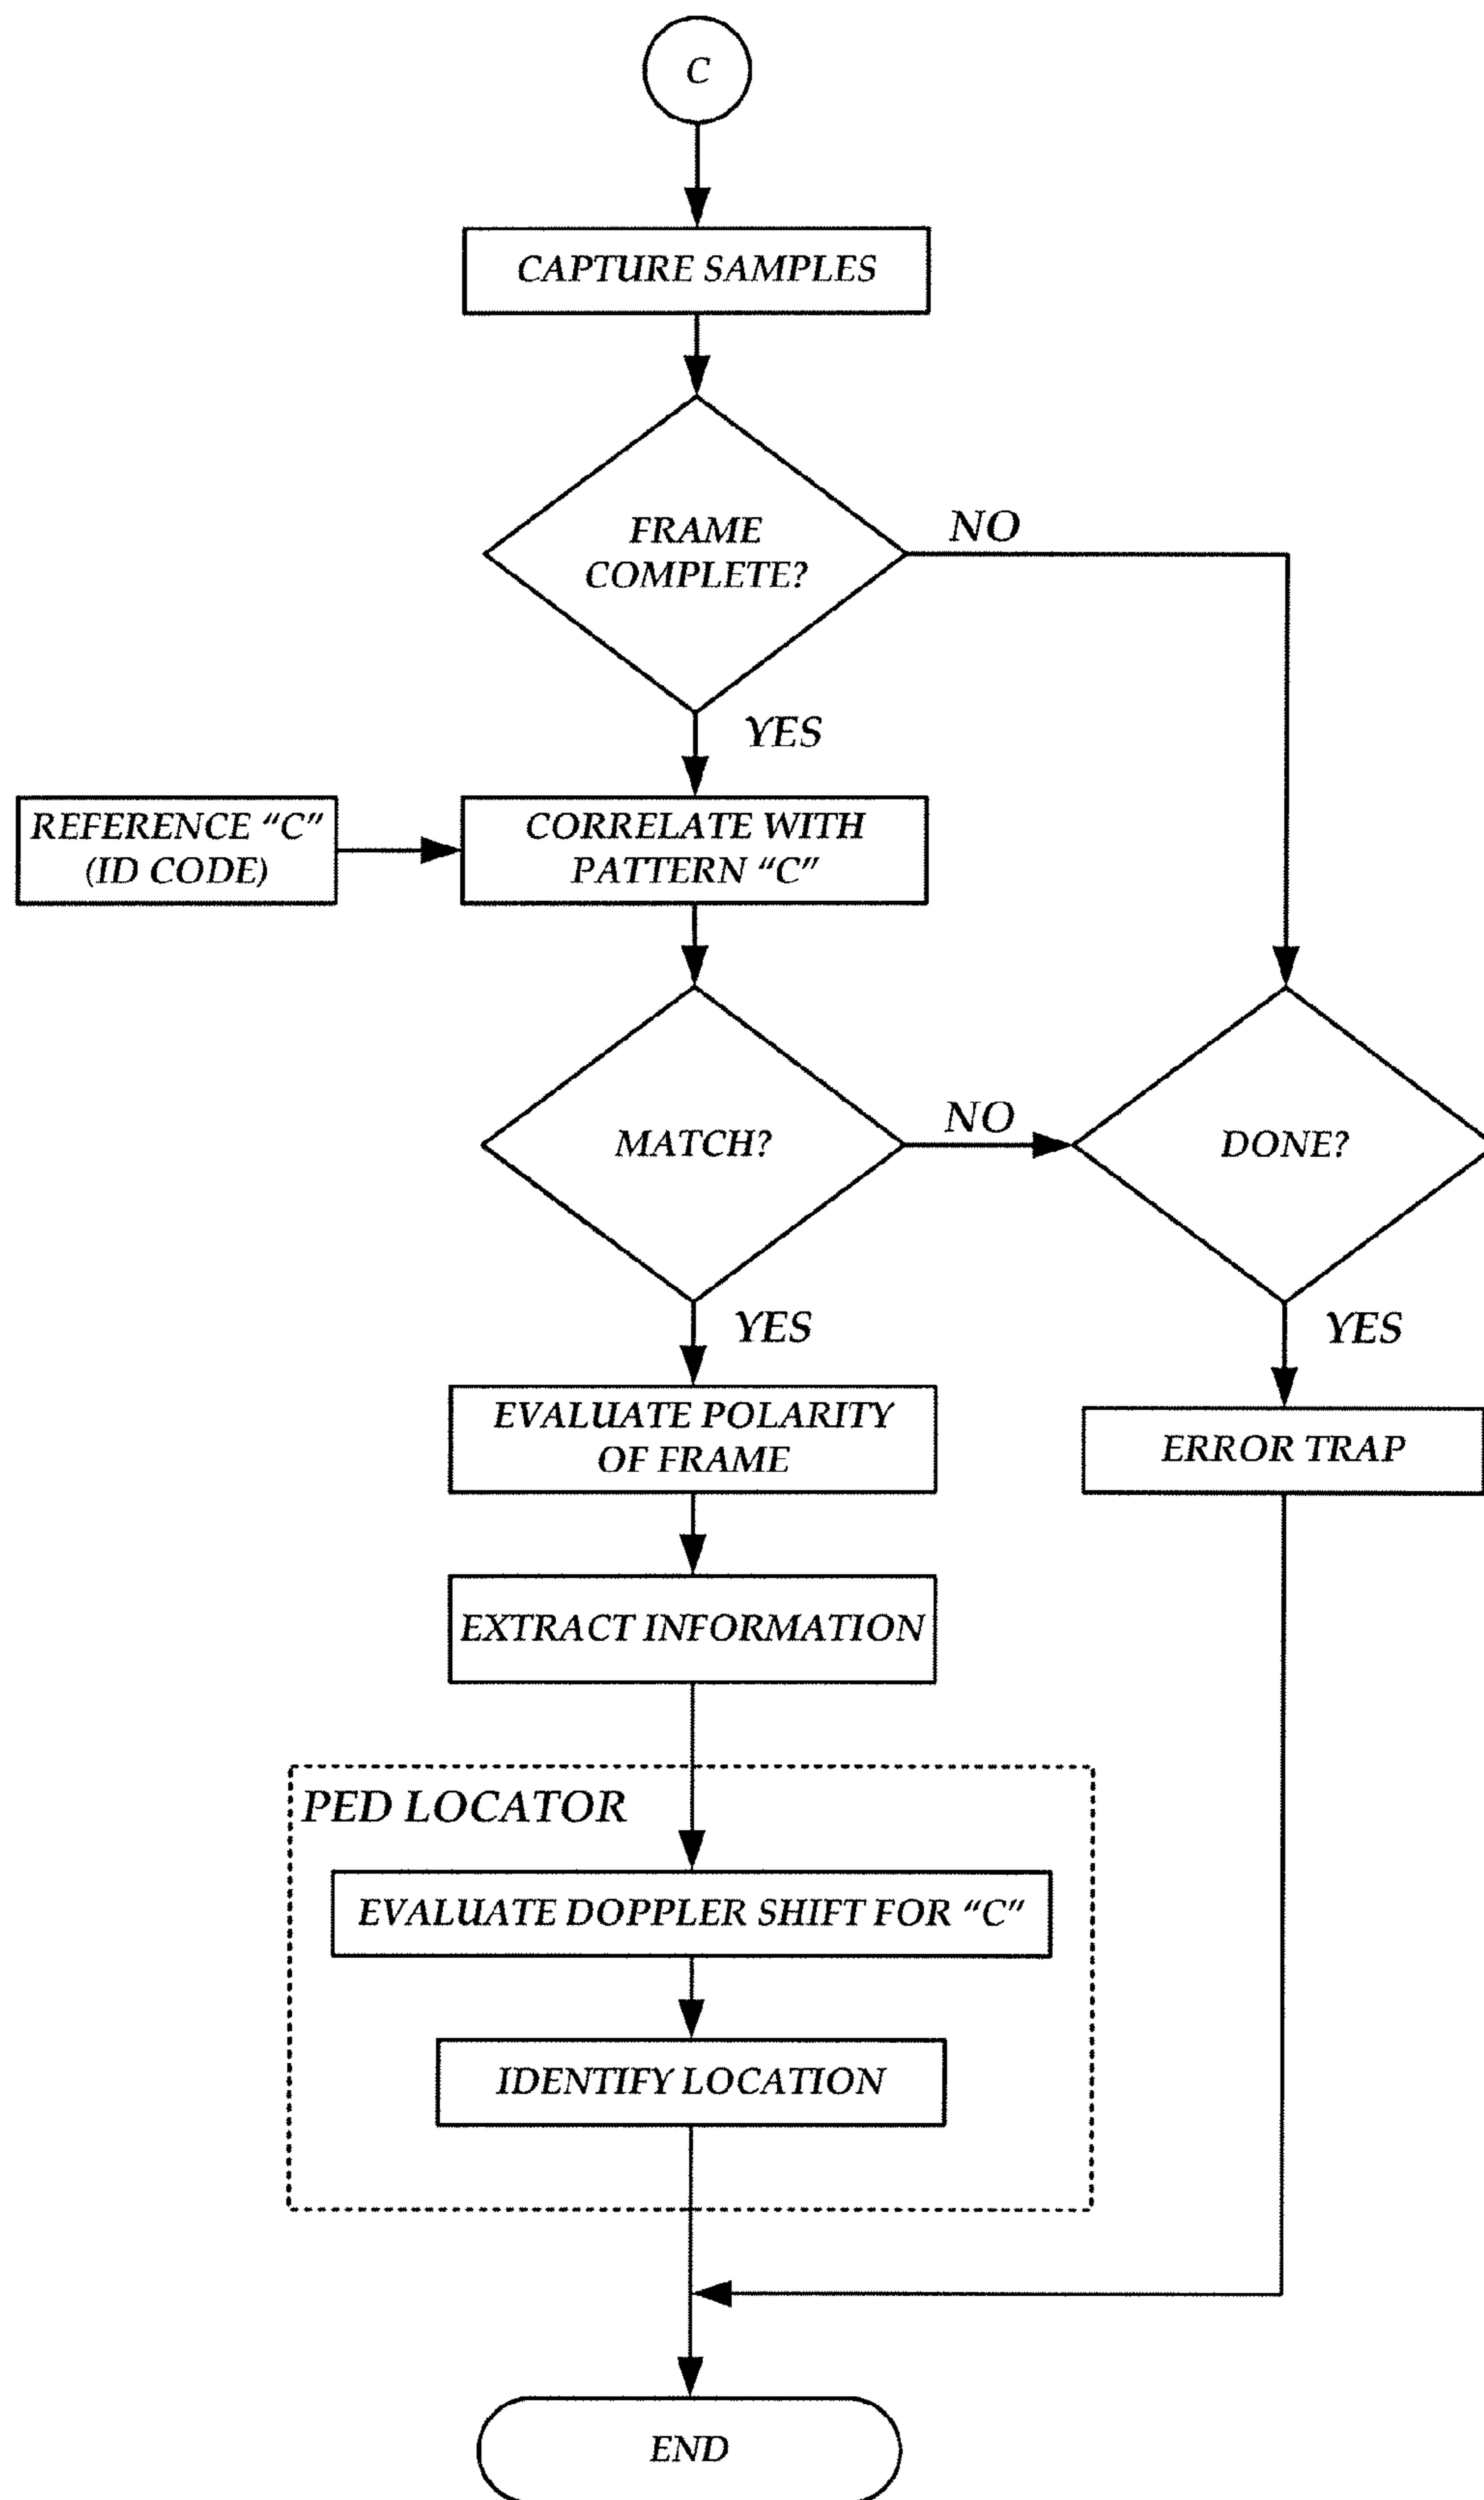 C
CAPTURE SAMPLES
FRAME
COMPLETE?
NO
YES
REFERENCE "C"
(ID CODE)
CORRELATE WITH
PATTERN "C"
MATCH?
NO
DONE?
YES
YES
EVALUATE POLARITY
OF FRAME
ERROR TRAP
EXTRACT INFORMATION
PED LOCATOR
EVALUATE DOPPLER SHIFT FOR "C"
IDENTIFY LOCATION
END